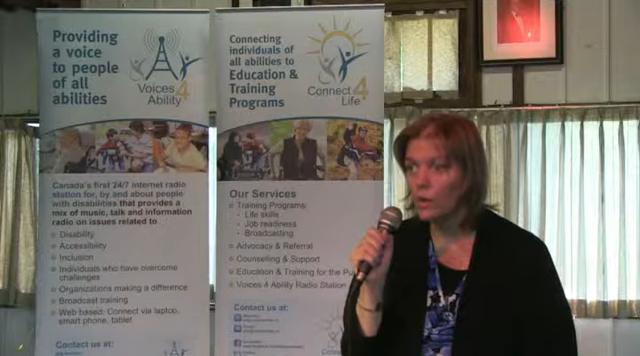 Providing
a voice
to people
of all
abilities
Voices 4
Ability
Canada's first 24/7 internet radio
station for, by and about people
with disabilities that provides a
mix of music, talk and information
radio on issues related to
Disability
Accessibility
Inclusion
Individuals who have overcome
challenges
Organizations making a difference
Broadcast training
Web based: Connect via laptop,
smart phone, tablet
Contact us at:
Connecting
individuals of
all abilities to
Education &
Training
Programs
Connect 4
Life
Our Services
Training Programs:
- Life skills
- Job readiness
- Broadcasting
Advocacy & Referral
Counselling & Support
Education & Training for the
Voices 4 Ability Radio Station
Contact us at: